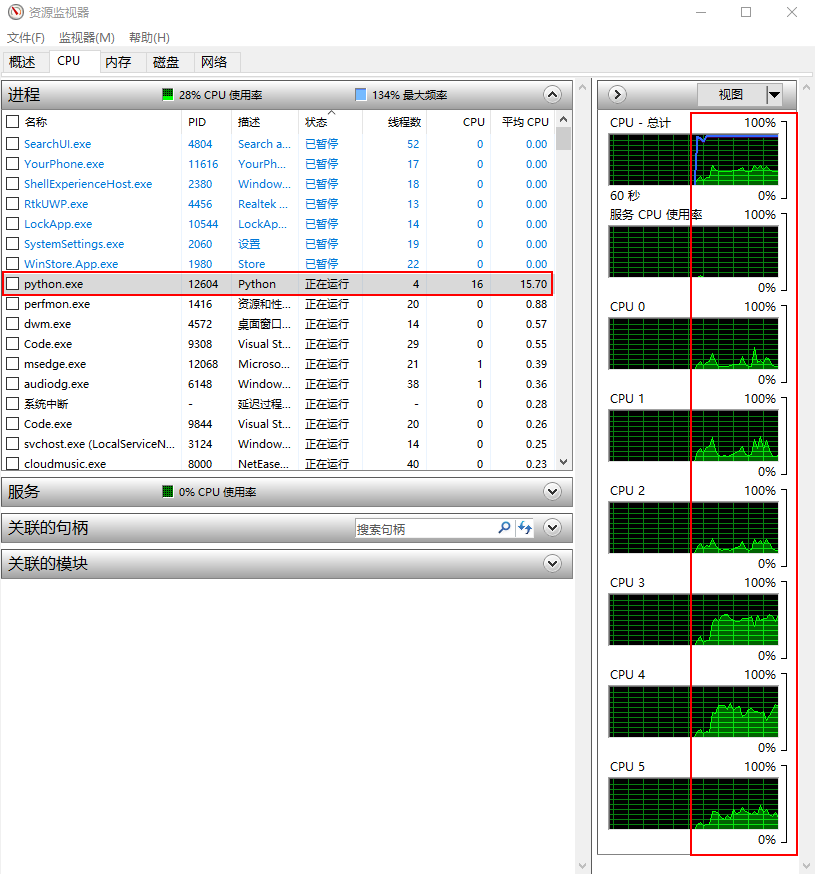 资源监视器
文件(F) 监视器(M) 帮助(H)
概述 CPU 内存 磁盘 网络
进程 28% CPU 使用率 134% 最大频率
名称 PID 描述 状态 线程数 CPU 平均 CPU
SearchUI.exe 4804 Search a... 已暂停 52 0 0.00
YourPhone.exe 11616 YourPh... 已暂停 17 0 0.00
ShellExperienceHost.exe 2380 Window... 已暂停 18 0 0.00
RtkUWP.exe 4456 Realtek ... 已暂停 13 0 0.00
LockApp.exe 10544 LockAp... 已暂停 14 0 0.00
SystemSettings.exe 2060 设置 已暂停 19 0 0.00
WinStore.App.exe 1980 Store 已暂停 22 0 0.00
python.exe 12604 Python 正在运行 4 16 15.70
perfmon.exe 1416 资源和性... 正在运行 20 0 0.88
dwm.exe 4572 桌面窗口... 正在运行 14 0 0.57
Code.exe 9308 Visual St... 正在运行 29 0 0.55
msedge.exe 12068 Microso... 正在运行 21 1 0.39
audiodg.exe 6148 Window... 正在运行 38 1 0.36
系统中断 - 延迟过程... 正在运行 - 0 0.28
Code.exe 9844 Visual St... 正在运行 20 0 0.26
svchost.exe (LocalServiceN... 3124 Window... 正在运行 14 0 0.25
cloudmusic.exe 8000 NetEase... 正在运行 40 0 0.23
服务 0% CPU 使用率
关联的句柄 搜索句柄
关联的模块
视图
CPU - 总计 100%
60 秒 0%
服务 CPU 使用率 100%
0%
CPU 0 100%
0%
CPU 1 100%
0%
CPU 2 100%
0%
CPU 3 100%
0%
CPU 4 100%
0%
CPU 5 100%
0%